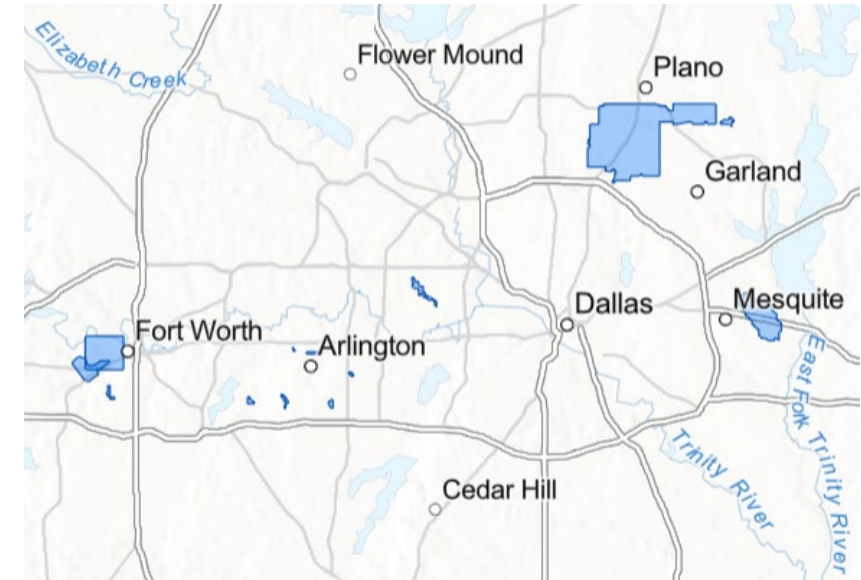 Elizabeth Creek
Flower Mound
Plano
Garland
Dallas
Mesquite
Fort Worth
Arlington
East Fork Trinity River
Trinity River
Cedar Hill